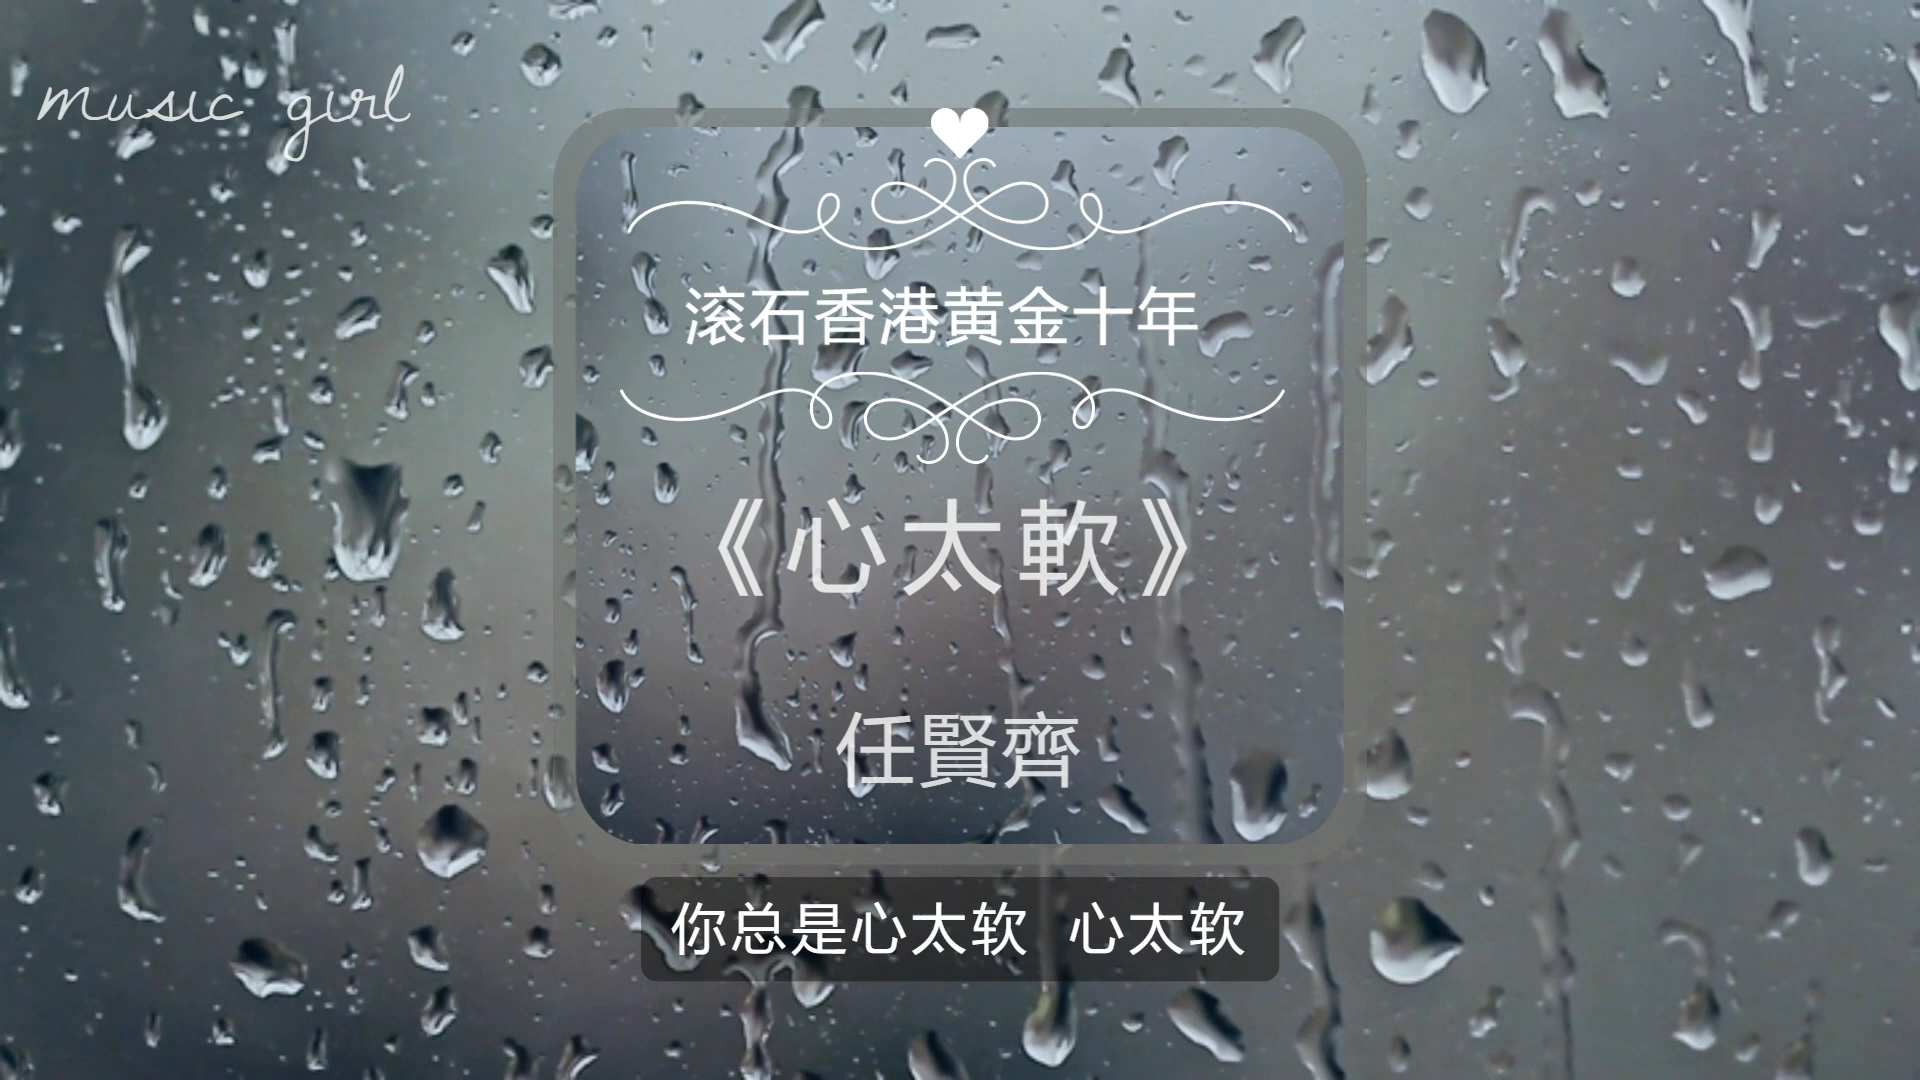 music girl
滚石香港黄金十年
《心太軟》
任賢齊
你总是心太软 心太软